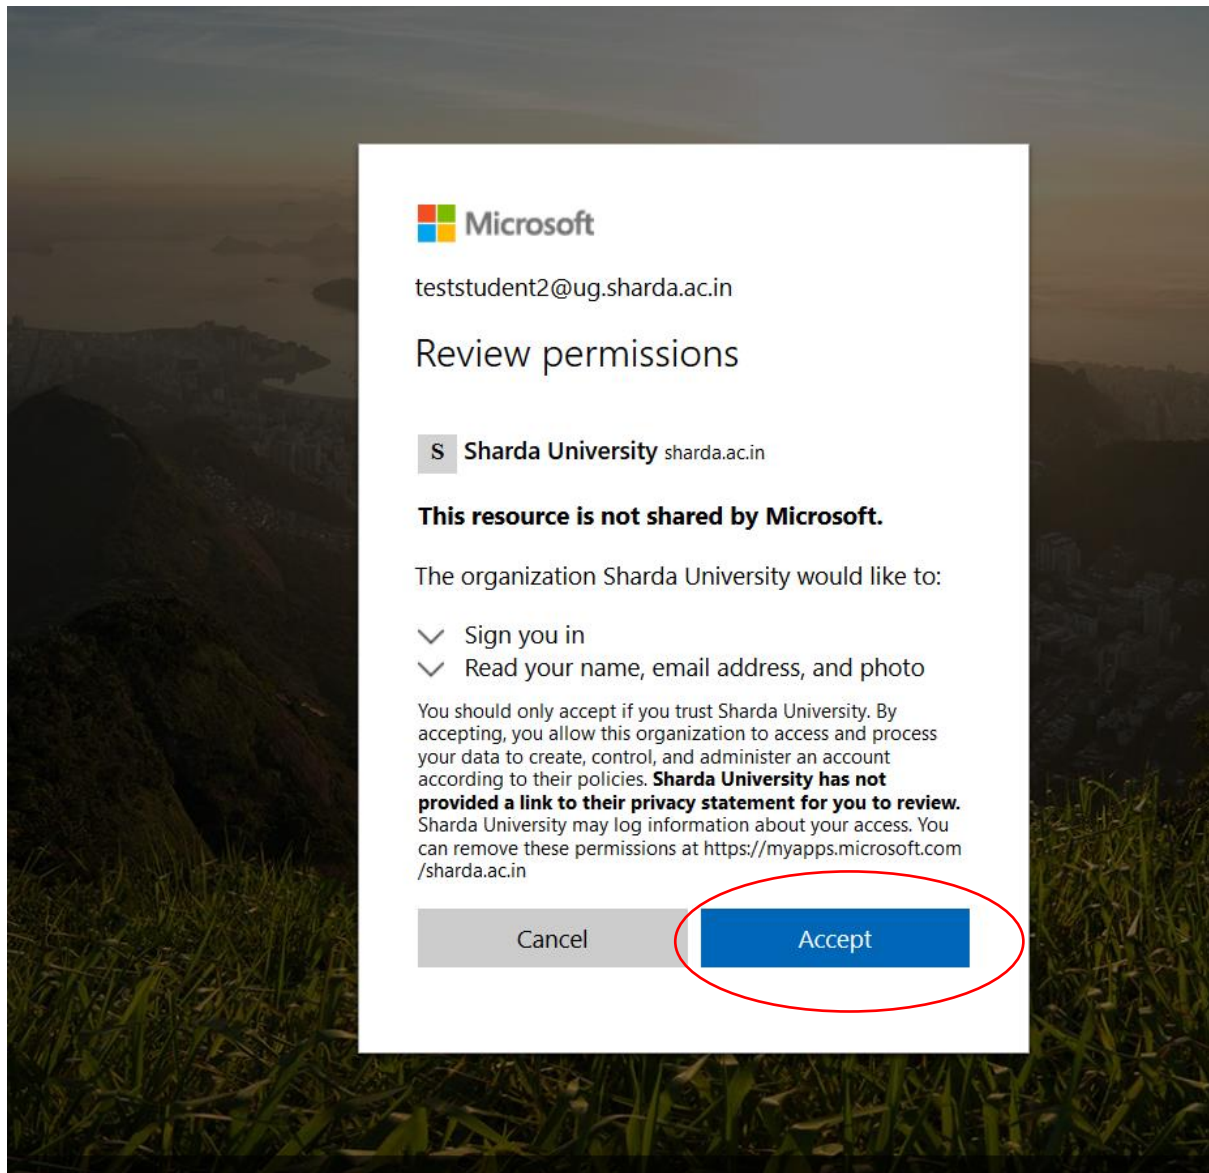 Microsoft
teststudent2@ug.sharda.ac.in
Review permissions
S Sharda University sharda.ac.in
This resource is not shared by Microsoft.
The organization Sharda University would like to:
Sign you in
Read your name, email address, and photo
You should only accept if you trust Sharda University. By
accepting, you allow this organization to access and process
your data to create, control, and administer an account
according to their policies. Sharda University has not
provided a link to their privacy statement for you to review.
Sharda University may log information about your access. You
can remove these permissions at https://myapps.microsoft.com
/sharda.ac.in
Cancel Accept